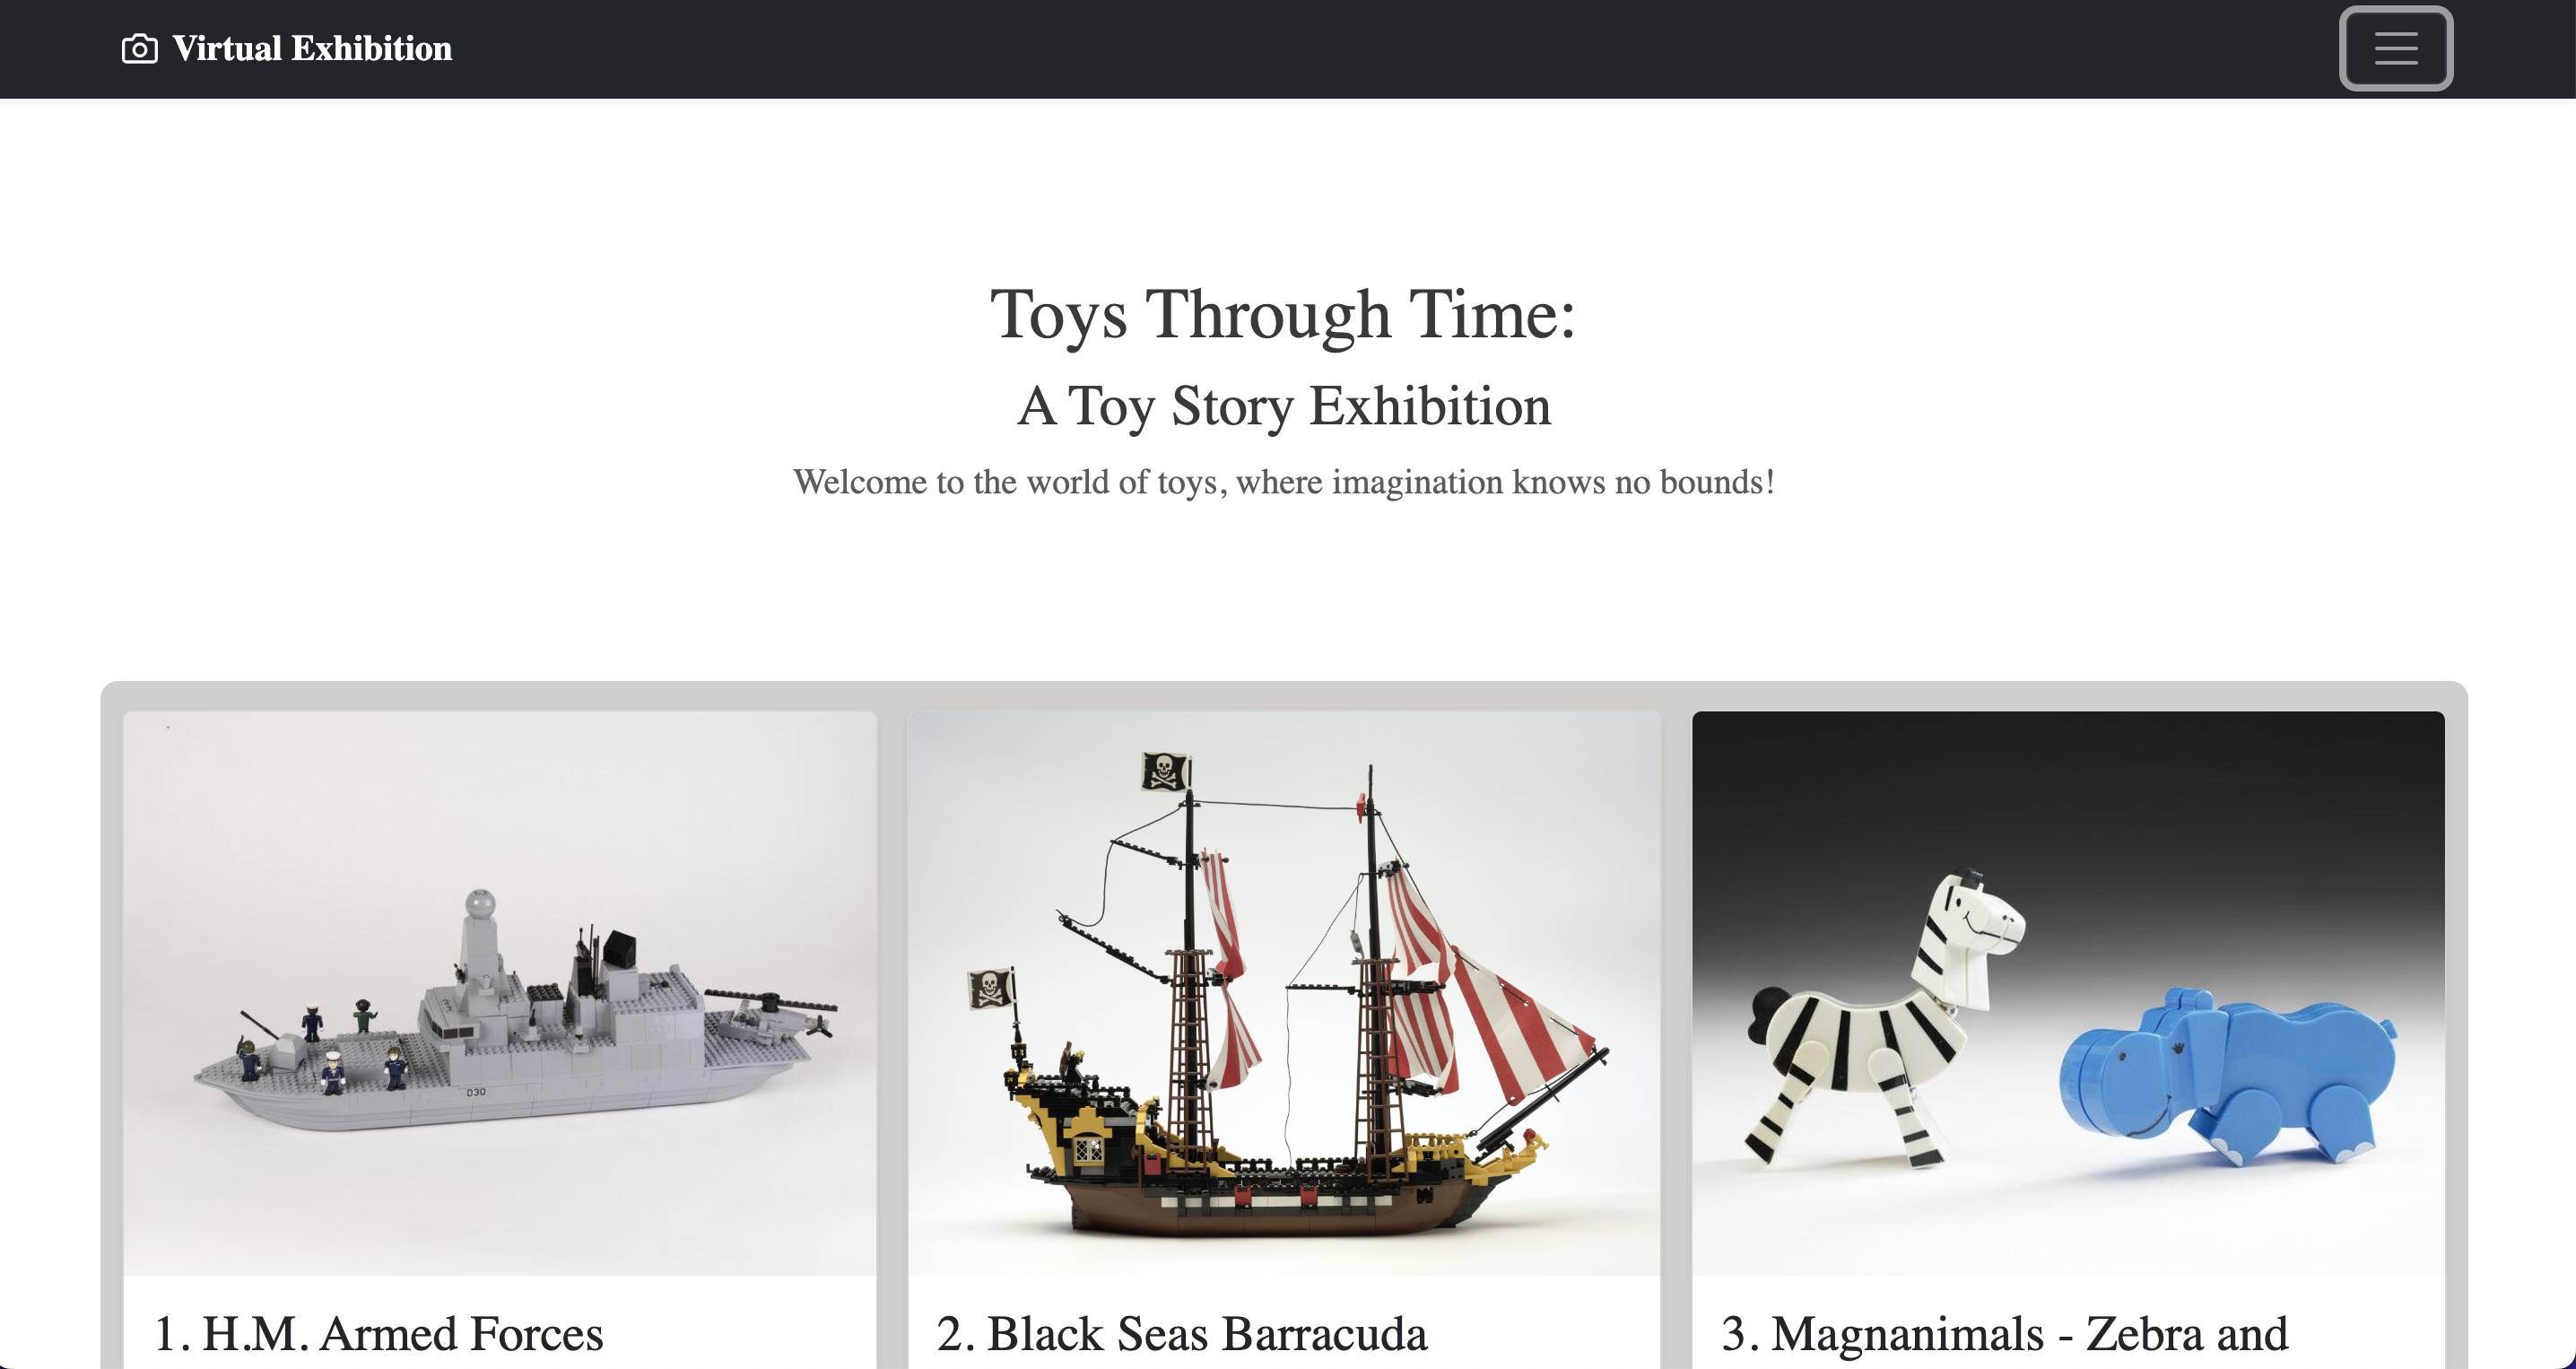 Virtual Exhibition
Toys Through Time:
A Toy Story Exhibition
Welcome to the world of toys, where imagination knows no bounds!
D30
1. H.M. Armed Forces
2. Black Seas Barracuda
3. Magnanimals - Zebra and